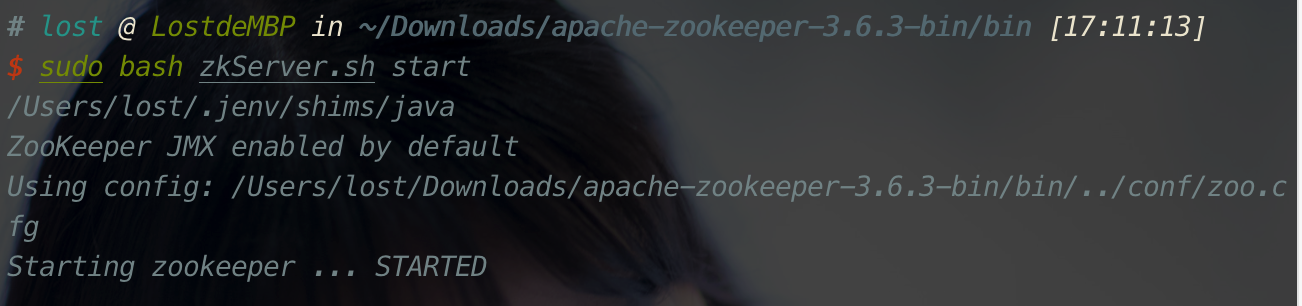 # lost @ LostdeMBP in ~/Downloads/apache-zookeeper-3.6.3-bin/bin [17:11:13]
$ sudo bash zkServer.sh start
/Users/lost/.jenv/shims/java
ZooKeeper JMX enabled by default
Using config: /Users/lost/Downloads/apache-zookeeper-3.6.3-bin/bin/../conf/zoo.c
fg
Starting zookeeper ... STARTED